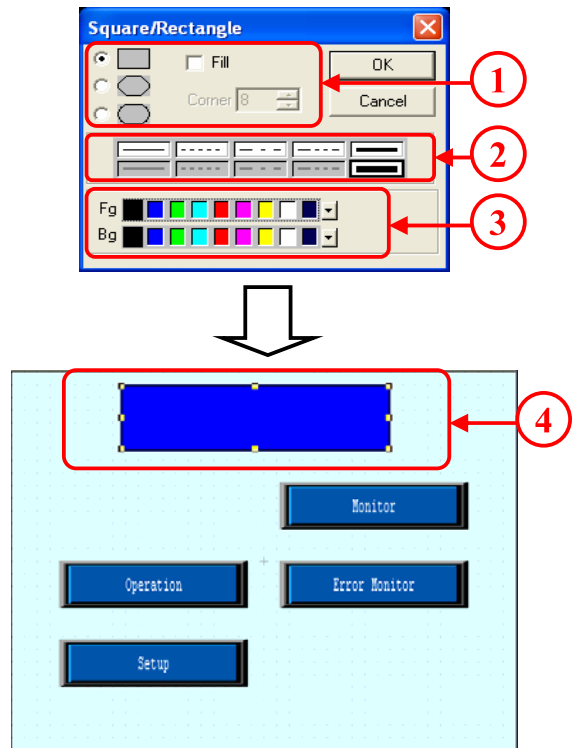 Square/Rectangle
Fill
OK
1
Corner 8
Cancel
2
Fg
3
Bg
4
Monitor
Operation
Error Monitor
Setup